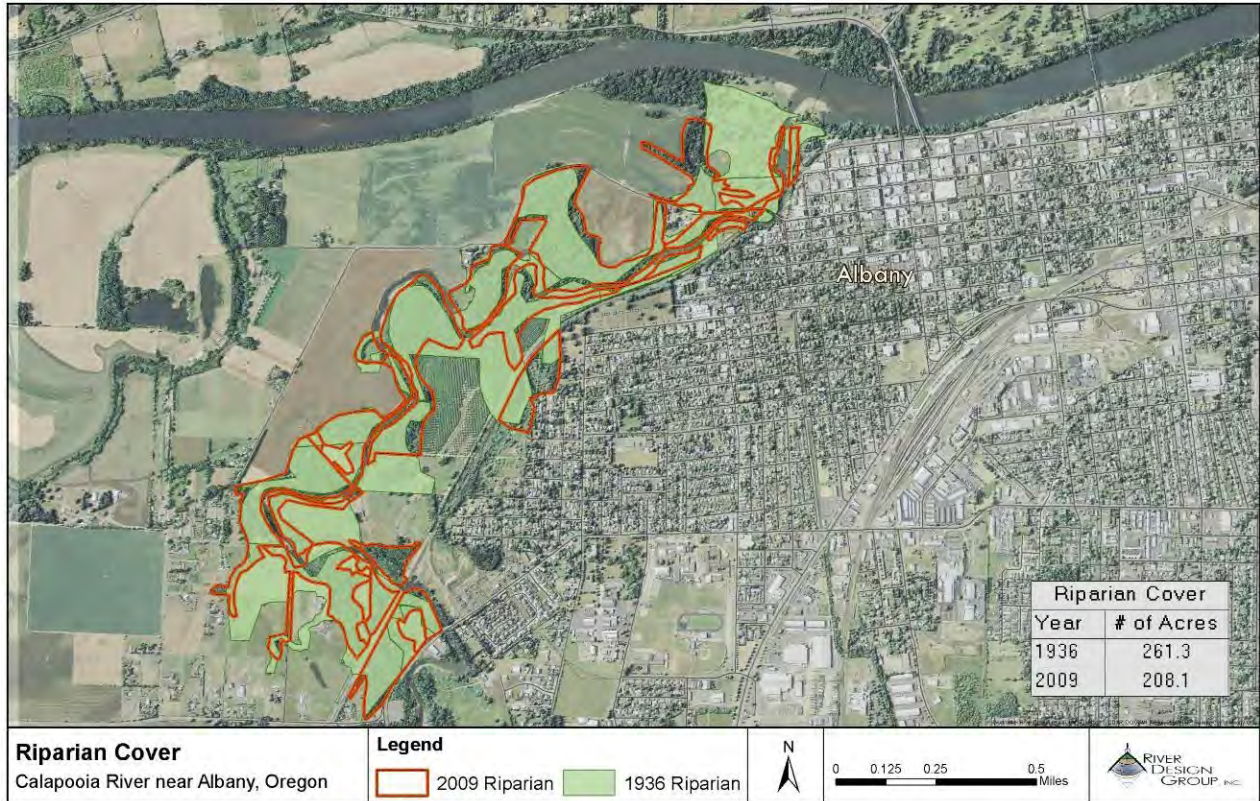 Albany
Riparian Cover
Year # of Acres
1936 261.3
2009 208.1
Riparian Cover
Calapooia River near Albany, Oregon
Legend
2009 Riparian 1936 Riparian
N
0 0.125 0.25 0.5
Miles
RIVER
DESIGN
GROUP, INC.